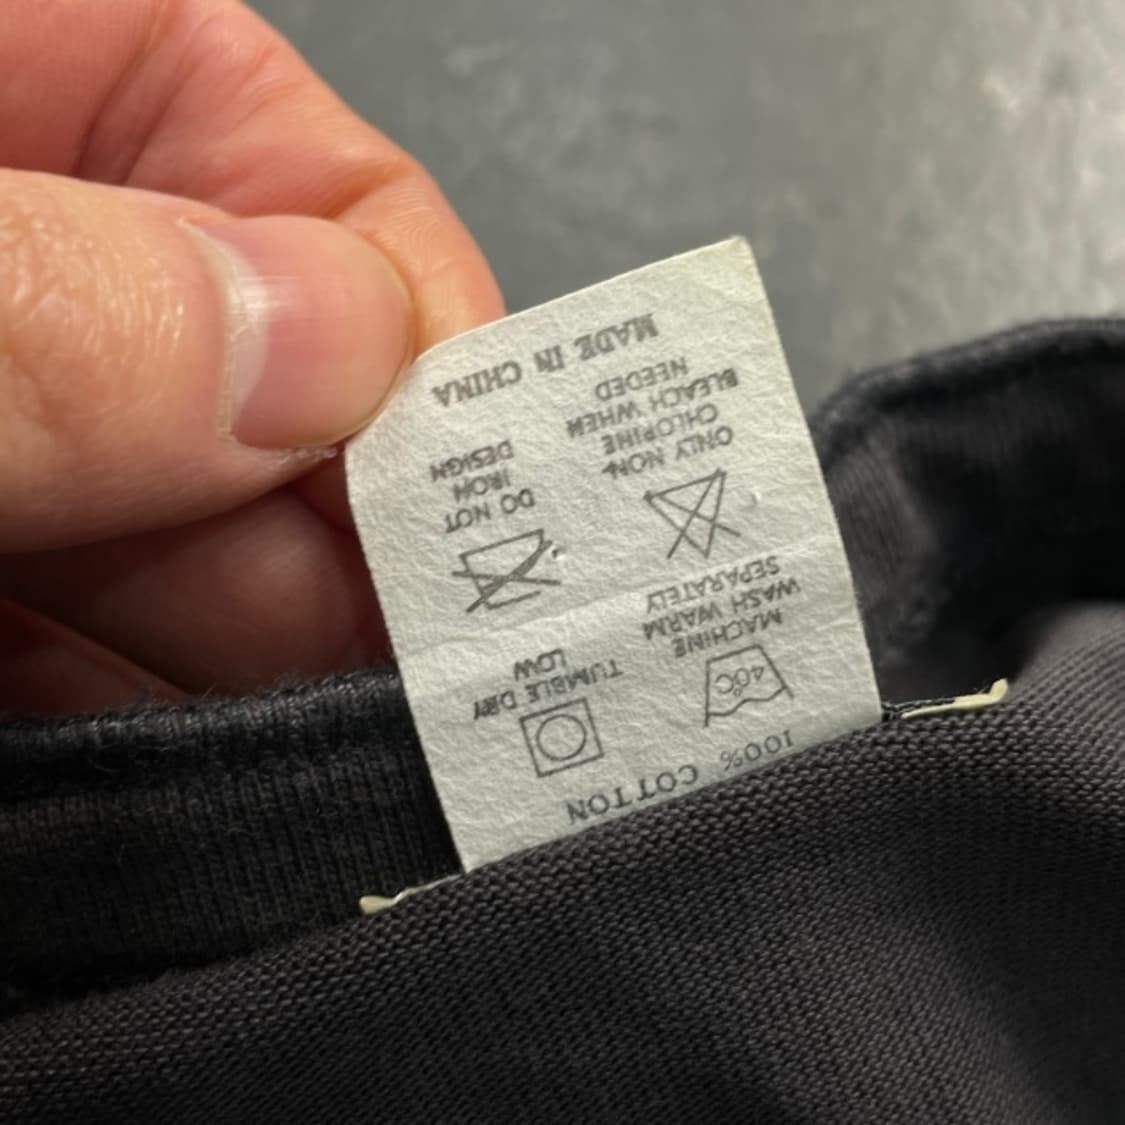 100% COTTON
40C
MACHINE
WASH WARM
SEPARATELY
TUMBLE DRY
LOW
ONLY NON-
CHLORINE
BLEACH WHEN
NEEDED
DO NOT
IRON
DESIGN
MADE IN CHINA